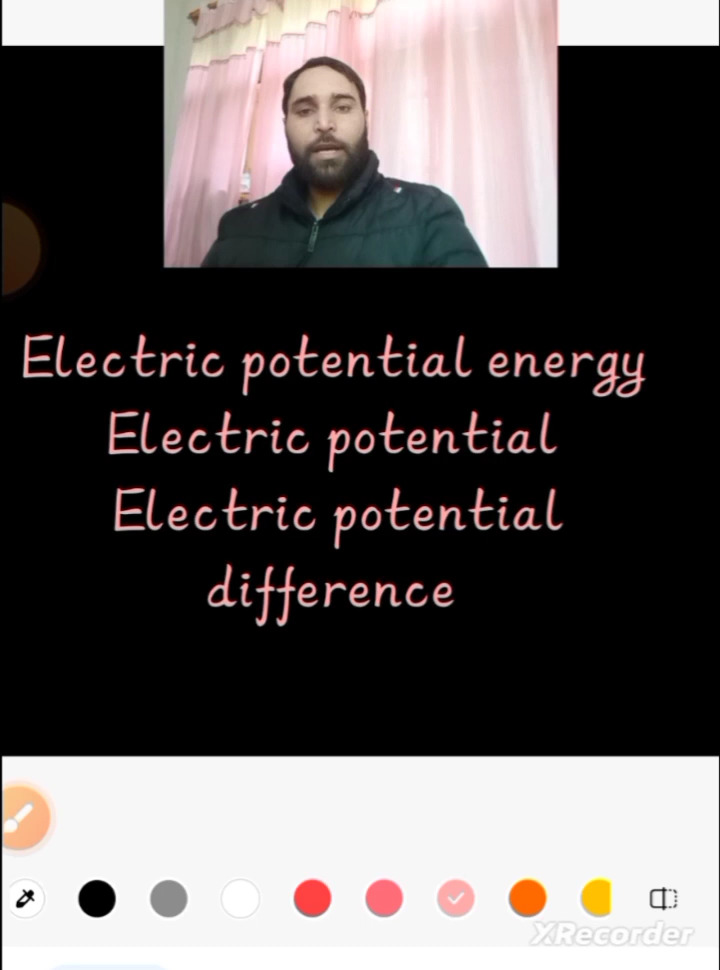 Electric potential energy
Electric potential
Electric potential
difference
XRecorder